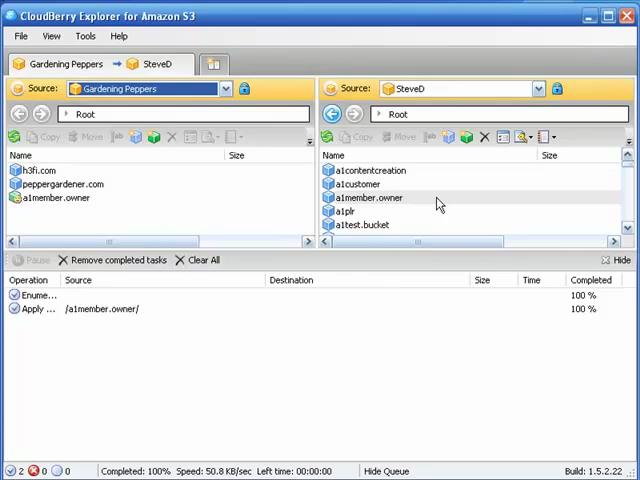 CloudBerry Explorer for Amazon S3
File View Tools Help
Gardening Peppers → SteveD
Source: Gardening Peppers
Source: SteveD
Root
Root
Copy Move
Copy Move
Name Size
Name Size
h3fi.com
peppergardener.com
a1member.owner
a1contentcreation
a1customer
a1member.owner
a1plr
a1test.bucket
Pause Remove completed tasks Clear All Hide
Operation Source Destination Size Time Completed
Enume... 100 %
Apply ... /a1member.owner/ 100 %
2 0 0 Completed: 100% Speed: 50.8 KB/sec Left time: 00:00:00 Hide Queue Build: 1.5.2.22